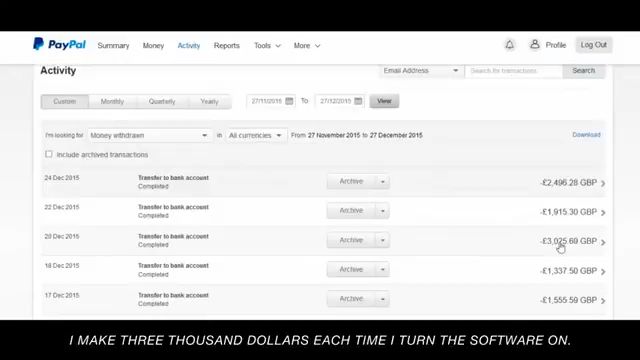 PayPal Summary Money Activity Reports Tools More Profile Log Out
Activity Email Address Search for transactions Search
Custom Monthly Quarterly Yearly 27/11/2015 To 27/12/2015 View
I'm looking for Money withdrawn in All currencies From 27 November 2015 to 27 December 2015 Download
Include archived transactions
24 Dec 2015 Transfer to bank account Archive -£2,496.28 GBP
Completed
22 Dec 2015 Transfer to bank account Archive -£1,915.30 GBP
Completed
20 Dec 2015 Transfer to bank account Archive -£3,025.69 GBP
Completed
18 Dec 2015 Transfer to bank account Archive -£1,337.50 GBP
Completed
17 Dec 2015 Transfer to bank account Archive -£1,555.59 GBP
Completed
I MAKE THREE THOUSAND DOLLARS EACH TIME I TURN THE SOFTWARE ON.